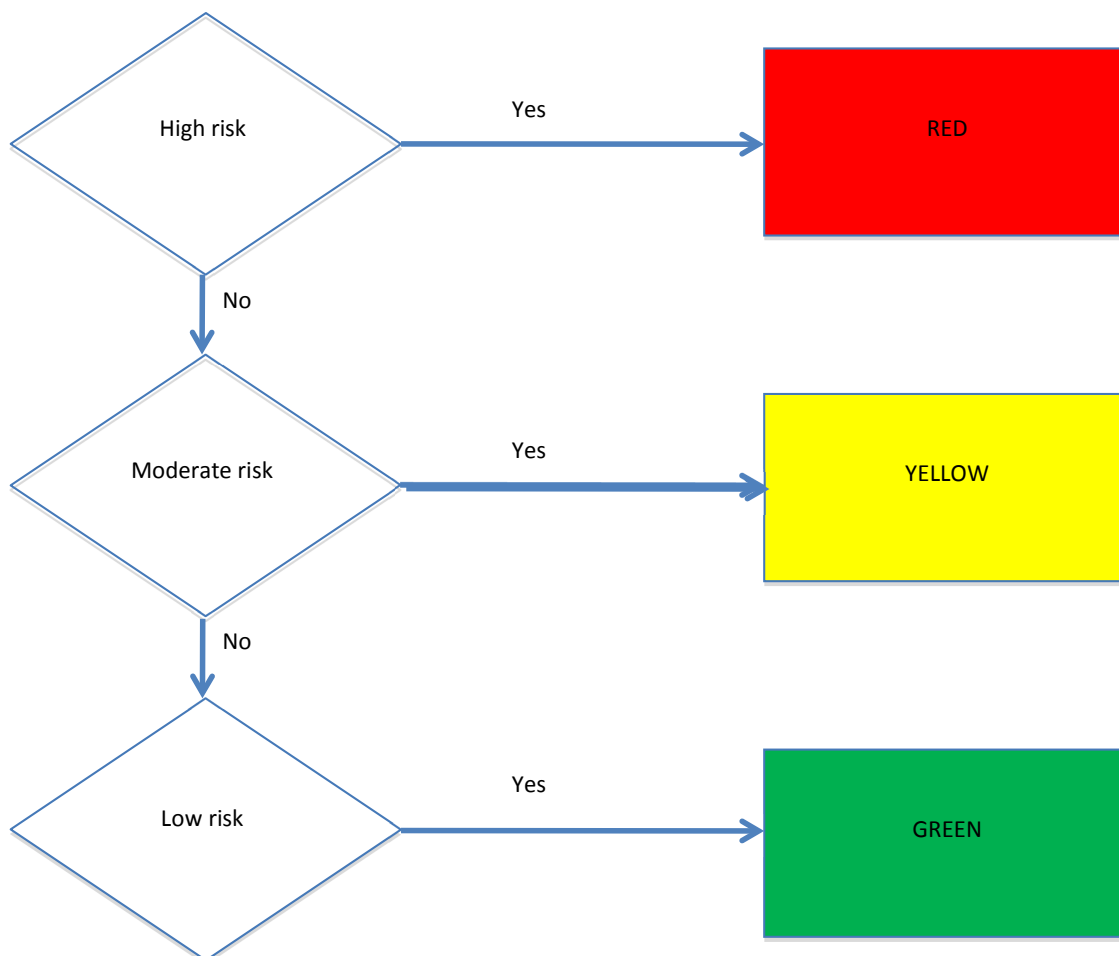 High risk
Yes
RED
No
Moderate risk
Yes
YELLOW
No
Low risk
Yes
GREEN